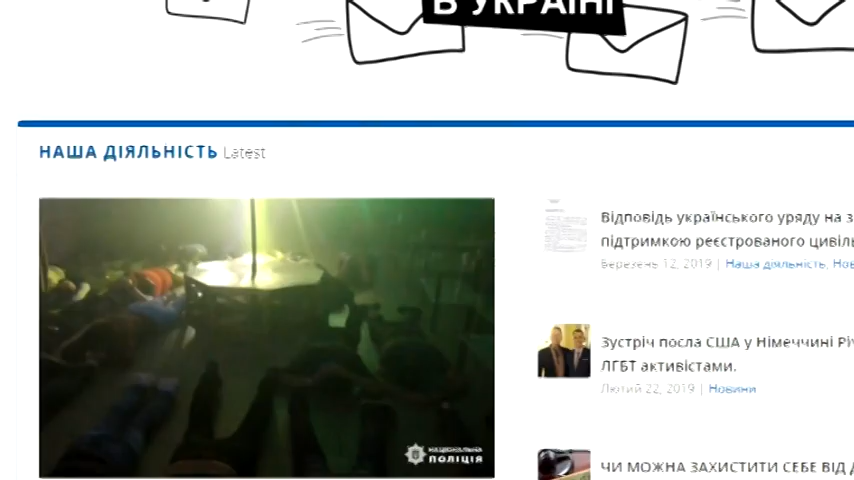 В УКРАЇНІ
НАША ДІЯЛЬНІСТЬ Latest
Відповідь українського уряду на з
підтримкою реєстрованого цивіль
Березень 12, 2019 | Наша діяльність, Нов
Зустріч посла США у Німеччині Річ
ЛГБТ активістами.
Лютий 22, 2019 | Новини
ЧИ МОЖНА ЗАХИСТИТИ СЕБЕ ВІД Д
НАЦІОНАЛЬНА
ПОЛІЦІЯ